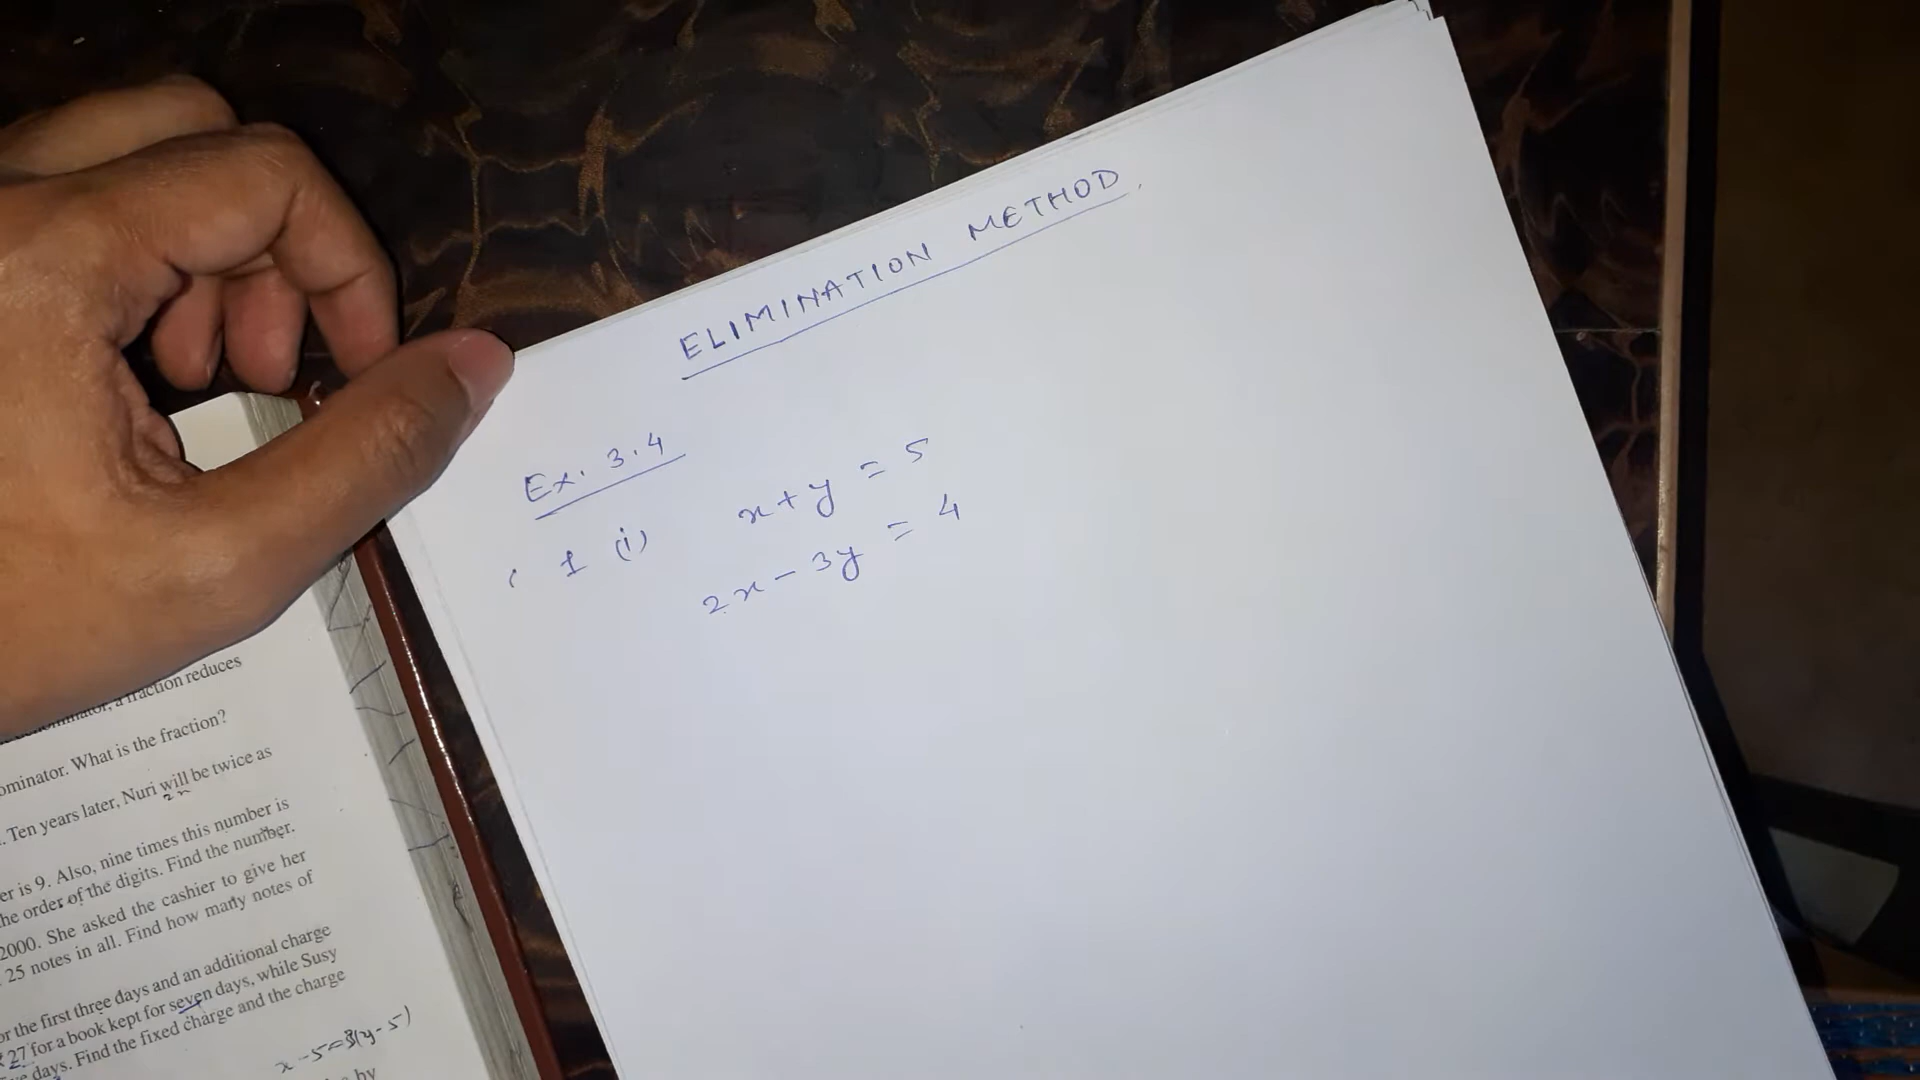 ELIMINATION METHOD.
Ex. 3.4
1 (i) x + y = 5
2x - 3y = 4
a fraction reduces
ominator. What is the fraction?
. Ten years later, Nuri will be twice as
2x
er is 9. Also, nine times this number is
he order of the digits. Find the number.
2000. She asked the cashier to give her
25 notes in all. Find how many notes of
or the first three days and an additional charge
₹27 for a book kept for seven days, while Susy
days. Find the fixed charge and the charge
x - 5 = 3(y - 5)
by